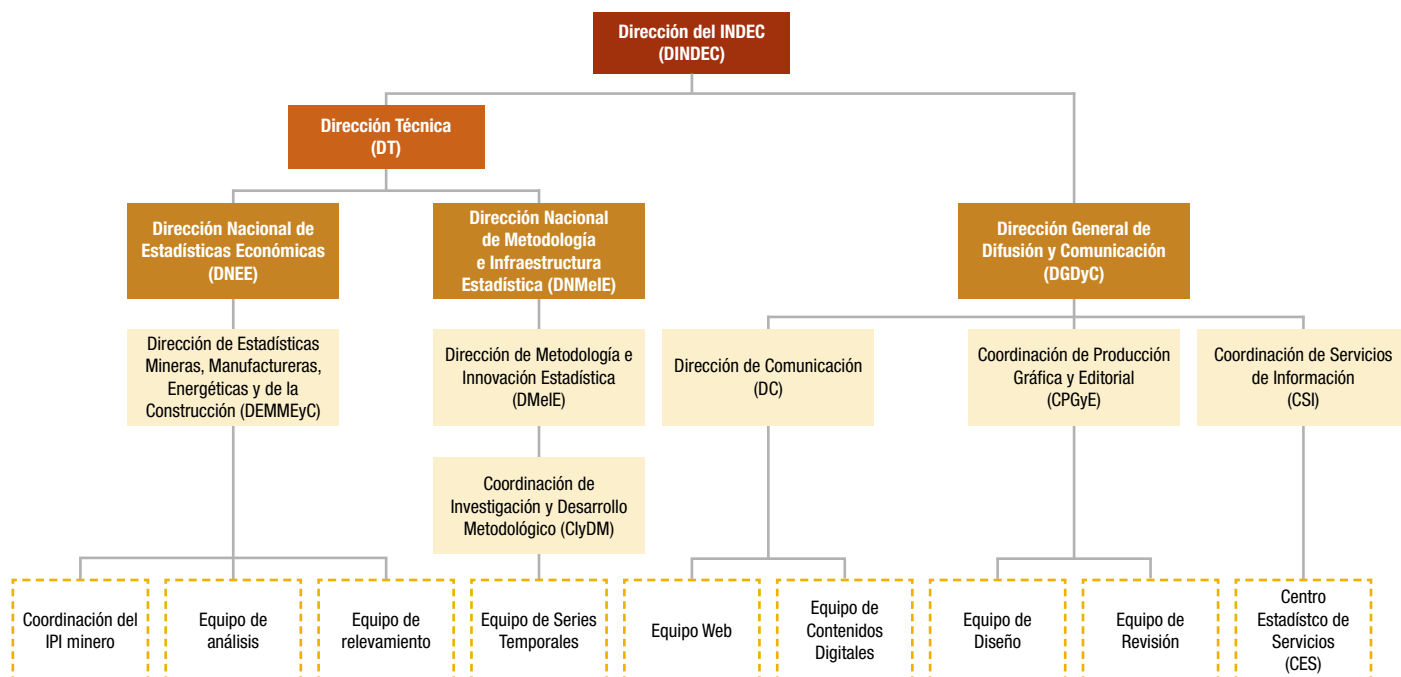 Dirección del INDEC
(DINDEC)
Dirección Técnica
(DT)
Dirección Nacional de
Estadísticas Económicas
(DNEE)
Dirección Nacional
de Metodología
e Infraestructura
Estadística (DNMeIE)
Dirección General de
Difusión y Comunicación
(DGDyC)
Dirección de Estadísticas
Mineras, Manufactureras,
Energéticas y de la
Construcción (DEMMEyC)
Dirección de Metodología e
Innovación Estadística
(DMeIE)
Dirección de Comunicación
(DC)
Coordinación de Producción
Gráfica y Editorial
(CPGyE)
Coordinación de Servicios
de Información
(CSI)
Coordinación de
Investigación y Desarrollo
Metodológico (CIyDM)
Coordinación del
IPI minero
Equipo de
análisis
Equipo de
relevamiento
Equipo de Series
Temporales
Equipo Web
Equipo de
Contenidos
Digitales
Equipo de
Diseño
Equipo de
Revisión
Centro
Estadístco de
Servicios
(CES)